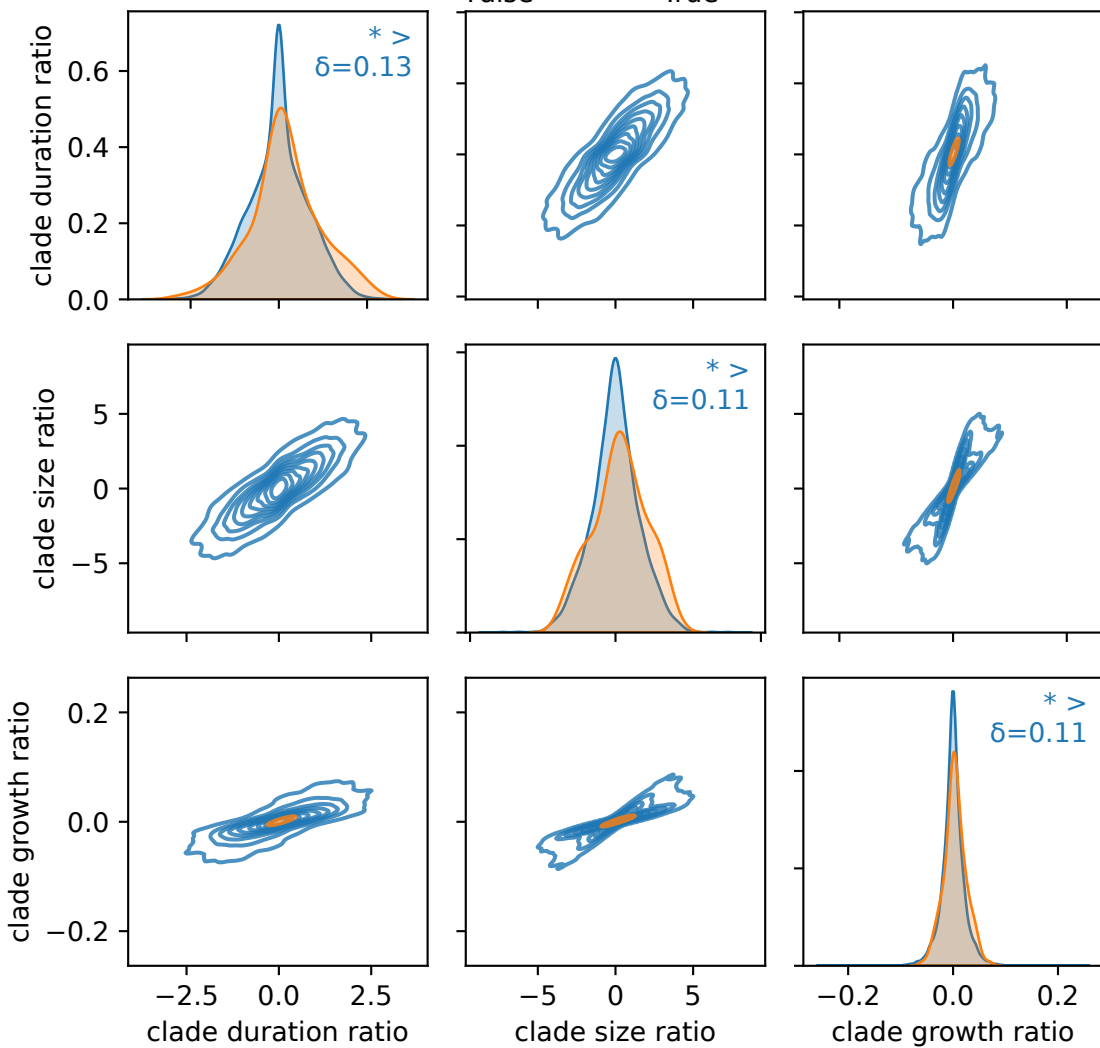 True
clade duration ratio
0.6
0.4
0.2
0.0
* >
δ=0.13
clade size ratio
5
0
−5
* >
δ=0.11
clade growth ratio
0.2
0.0
−0.2
* >
δ=0.11
−2.5 0.0 2.5
−5 0 5
−0.2 0.0 0.2
clade duration ratio
clade size ratio
clade growth ratio